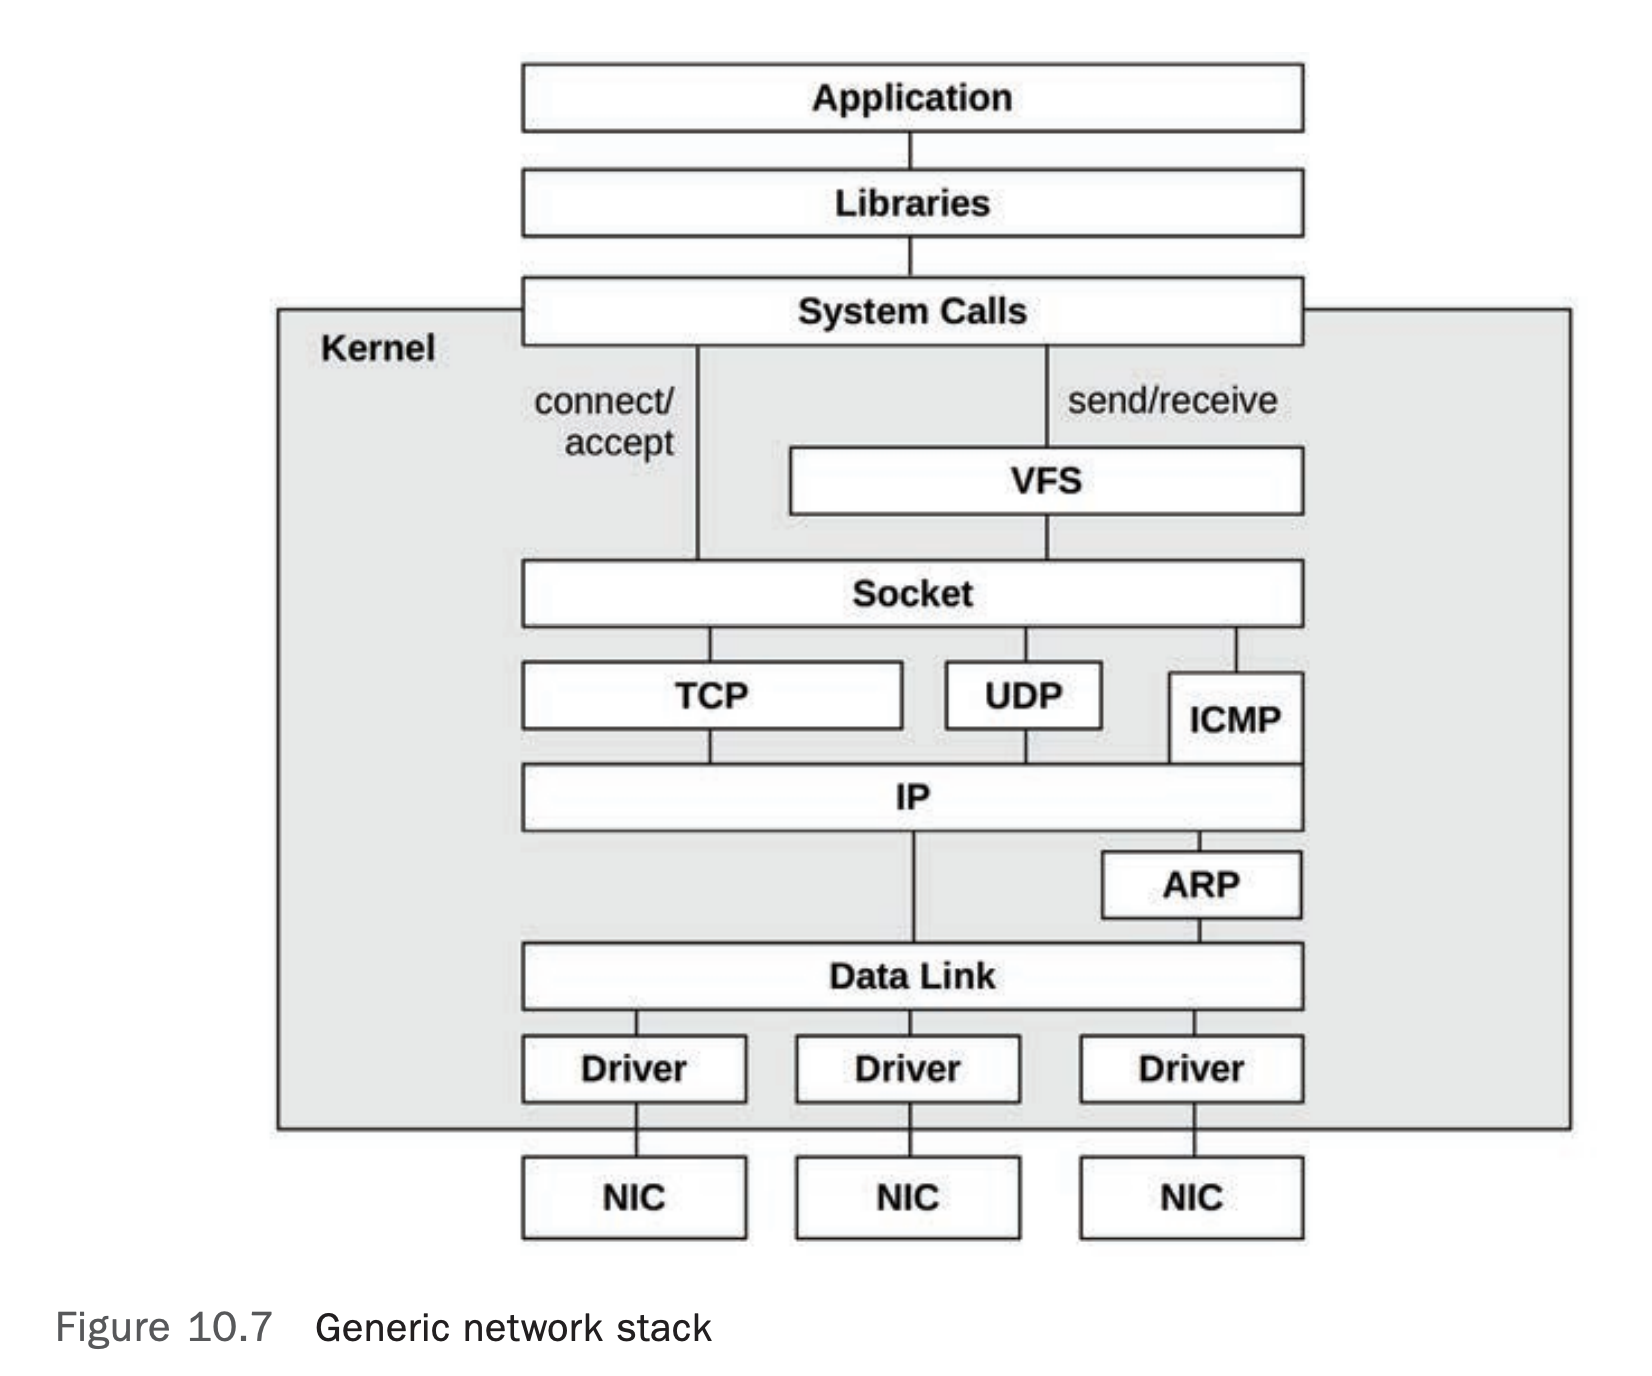 Application
Libraries
System Calls
Kernel
connect/
accept
send/receive
VFS
Socket
TCP
UDP
ICMP
IP
ARP
Data Link
Driver
Driver
Driver
NIC
NIC
NIC
Figure 10.7 Generic network stack